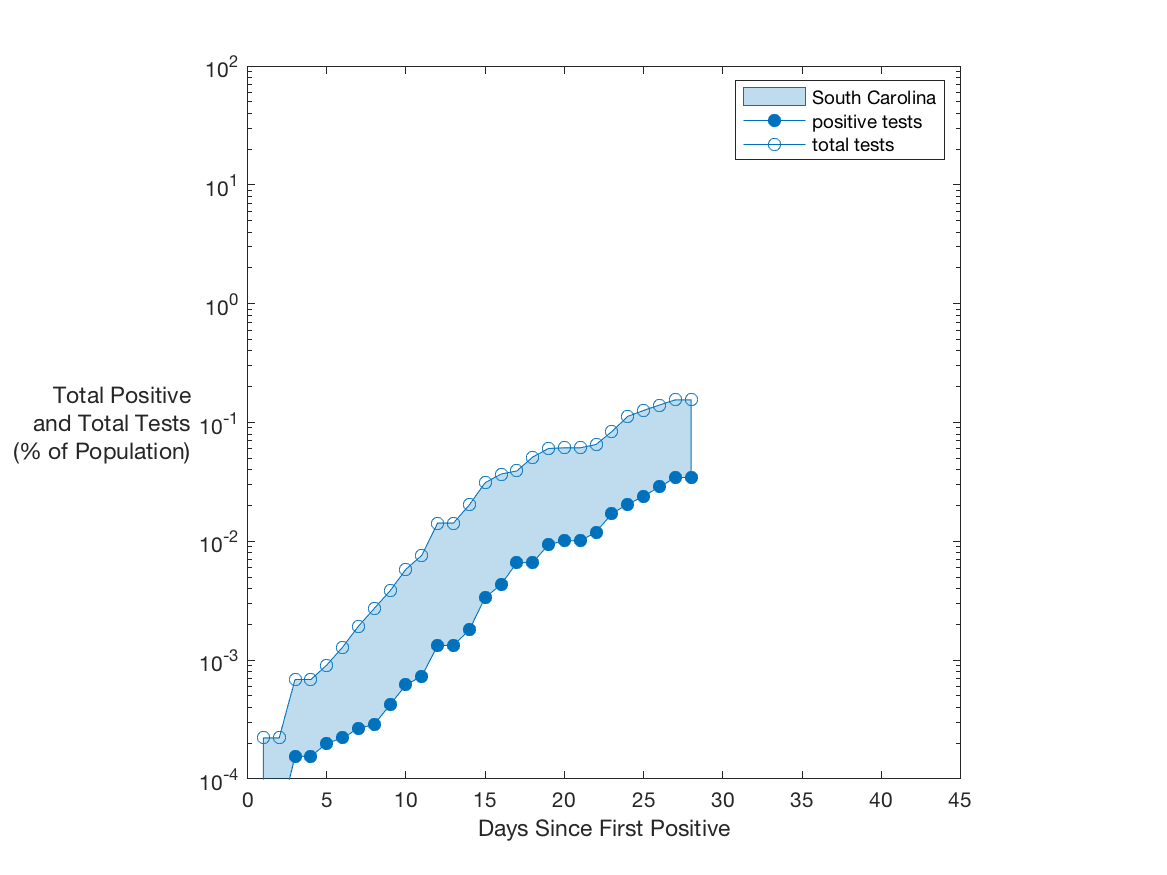 10^2
10^1
10^0
10^-1
10^-2
10^-3
10^-4
Total Positive
and Total Tests
(% of Population)
South Carolina
positive tests
total tests
0 5 10 15 20 25 30 35 40 45
Days Since First Positive